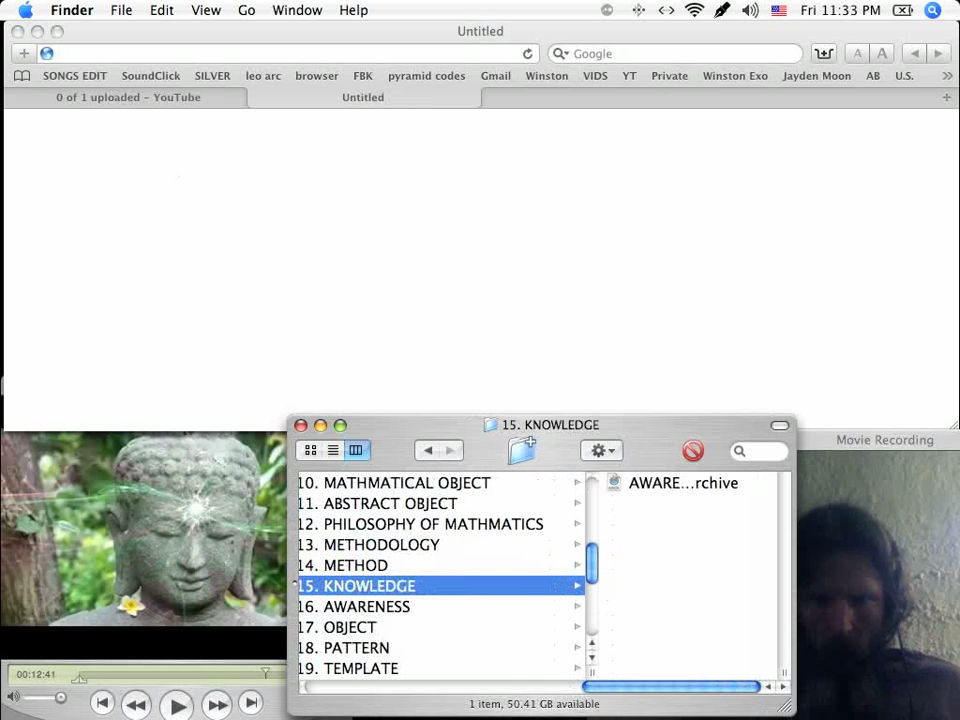 Finder File Edit View Go Window Help Fri 11:33 PM
Untitled
Google A A
SONGS EDIT SoundClick SILVER leo arc browser FBK pyramid codes Gmail Winston VIDS YT Private Winston Exo Jayden Moon AB U.S. »
0 of 1 uploaded – YouTube Untitled
15. KNOWLEDGE
Movie Recording
10. MATHMATICAL OBJECT
11. ABSTRACT OBJECT
12. PHILOSOPHY OF MATHMATICS
13. METHODOLOGY
14. METHOD
15. KNOWLEDGE
16. AWARENESS
17. OBJECT
18. PATTERN
19. TEMPLATE
AWARE...rchive
1 item, 50.41 GB available
00:12:41